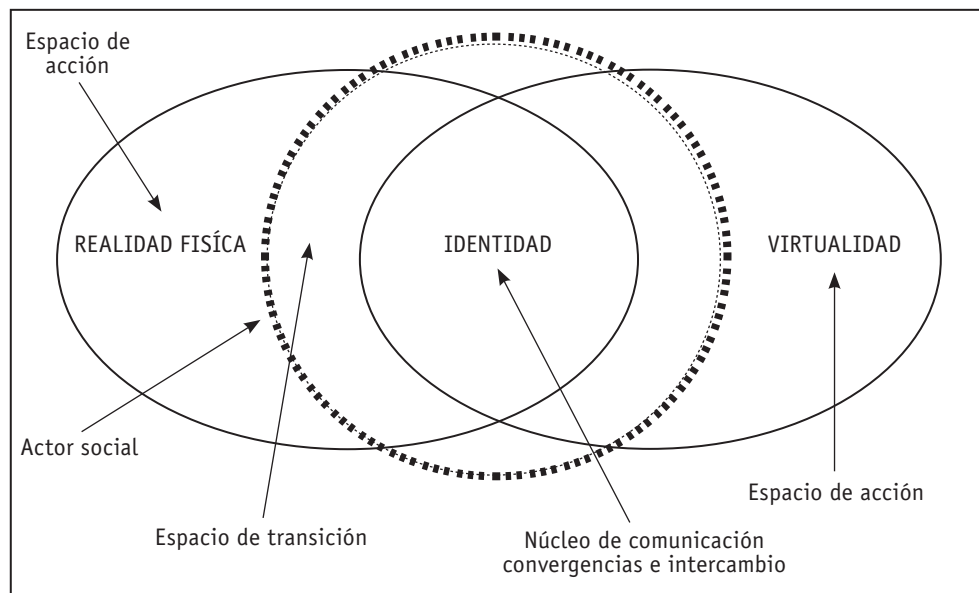 Espacio de
acción
REALIDAD FISÍCA
IDENTIDAD
VIRTUALIDAD
Actor social
Espacio de acción
Espacio de transición
Núcleo de comunicación
convergencias e intercambio